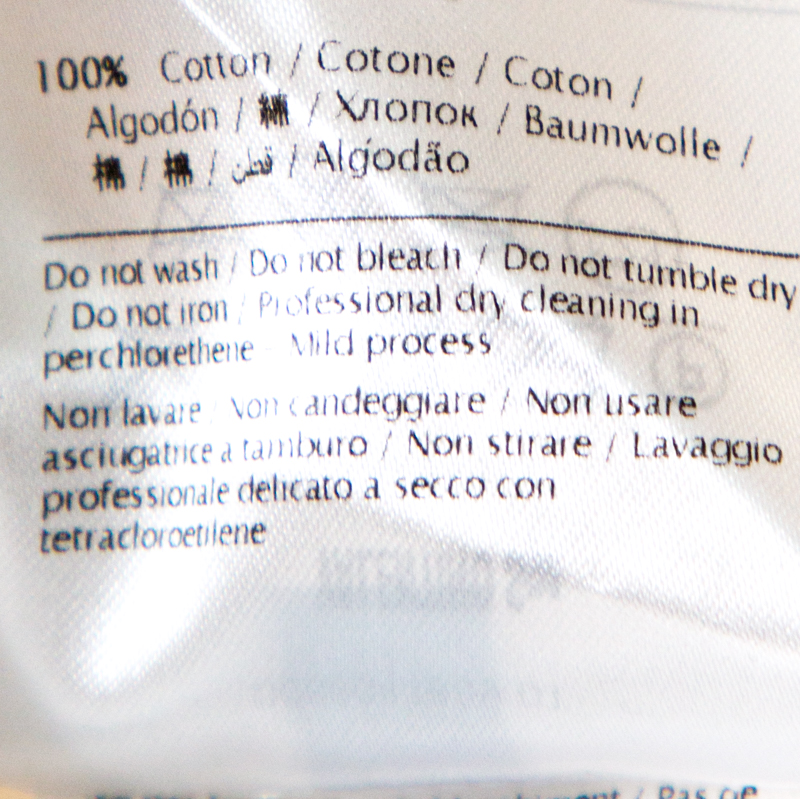 100% Cotton / Cotone / Coton /
Algodón / 綿 / Хлопок / Baumwolle /
棉 / 棉 / قطن / Algodão
Do not wash / Do not bleach / Do not tumble dry
/ Do not iron / Professional dry cleaning in
perchlorethene - Mild process
Non lavare / Non candeggiare / Non usare
asciugatrice a tamburo / Non stirare / Lavaggio
professionale delicato a secco con
tetracloroetilene
/ Pas de